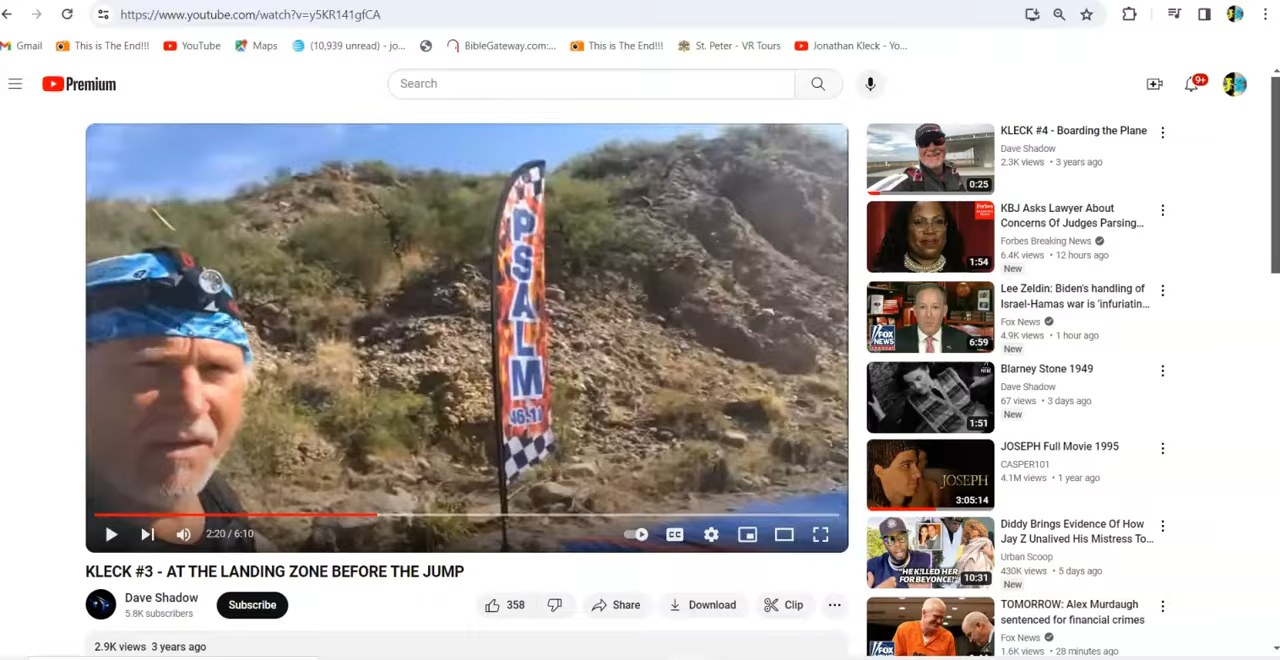 https://www.youtube.com/watch?v=y5KR141gfCA
Gmail
This is The End!!!
YouTube
Maps
(10,939 unread) - jo...
BibleGateway.com:...
This is The End!!!
St. Peter - VR Tours
Jonathan Kleck - Yo...
Premium
Search
9+
PSALM
46:10
2:20 / 6:10
CC
KLECK #3 - AT THE LANDING ZONE BEFORE THE JUMP
Dave Shadow
5.8K subscribers
Subscribe
358
Share
Download
Clip
2.9K views 3 years ago
0:25
KLECK #4 - Boarding the Plane
Dave Shadow
2.3K views • 3 years ago
Forbes
1:54
KBJ Asks Lawyer About
Concerns Of Judges Parsing...
Forbes Breaking News
6.4K views • 12 hours ago
New
FOX
NEWS
6:59
Lee Zeldin: Biden's handling of
Israel-Hamas war is 'infuriatin...
Fox News
4.9K views • 1 hour ago
New
1:51
Blarney Stone 1949
Dave Shadow
67 views • 3 days ago
New
JOSEPH
3:05:14
JOSEPH Full Movie 1995
CASPER101
4.1M views • 1 year ago
"HE K!LLED HER
FOR BEYONCE!"
10:31
Diddy Brings Evidence Of How
Jay Z Unalived His Mistress To...
Urban Scoop
430K views • 5 days ago
New
FOX
TOMORROW: Alex Murdaugh
sentenced for financial crimes
Fox News
1.6K views • 28 minutes ago